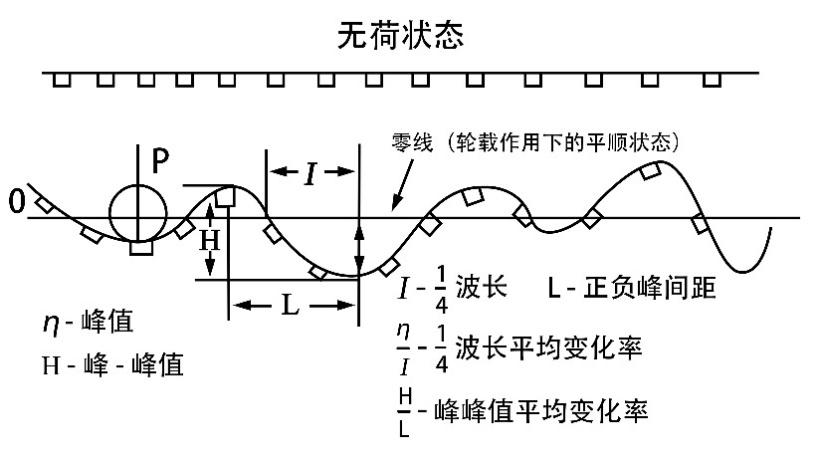 无荷状态
零线（轮载作用下的平顺状态）
P
I
0
H
L
I - 1/4 波长 L - 正负峰间距
η - 峰值
η/I - 1/4 波长平均变化率
H - 峰 - 峰值
H/L - 峰峰值平均变化率